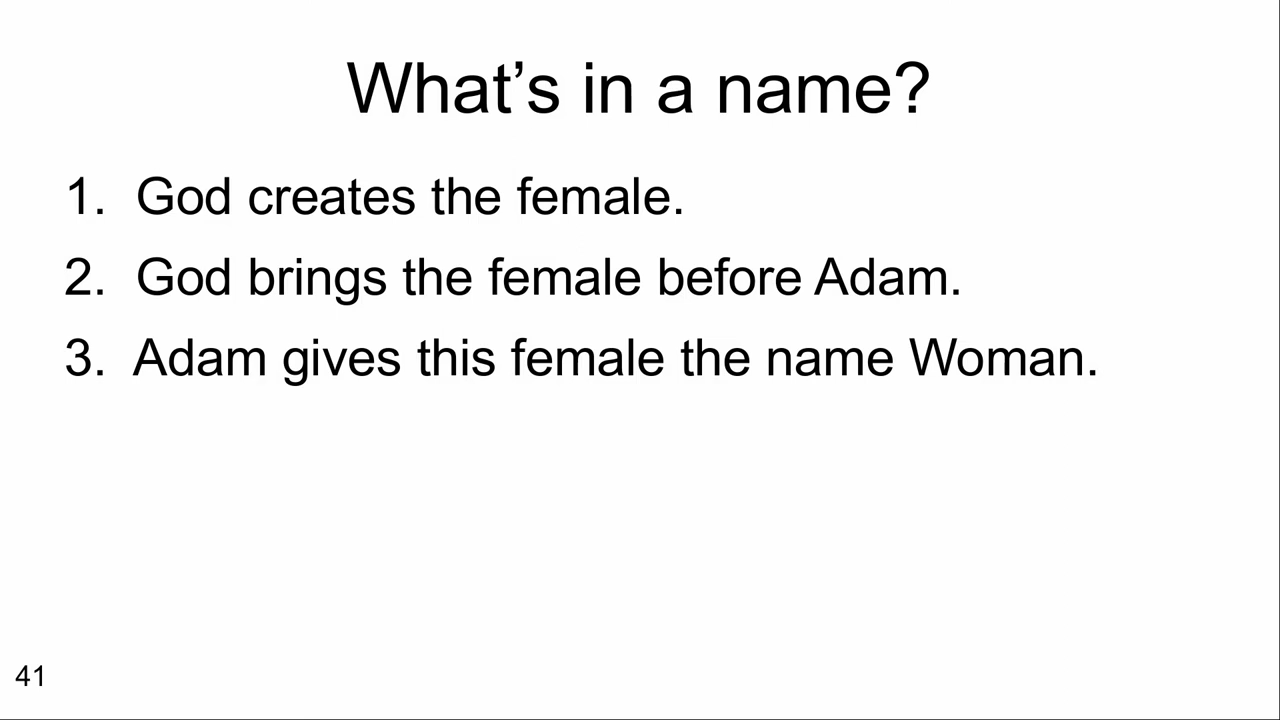 What’s in a name?
1. God creates the female.
2. God brings the female before Adam.
3. Adam gives this female the name Woman.
41